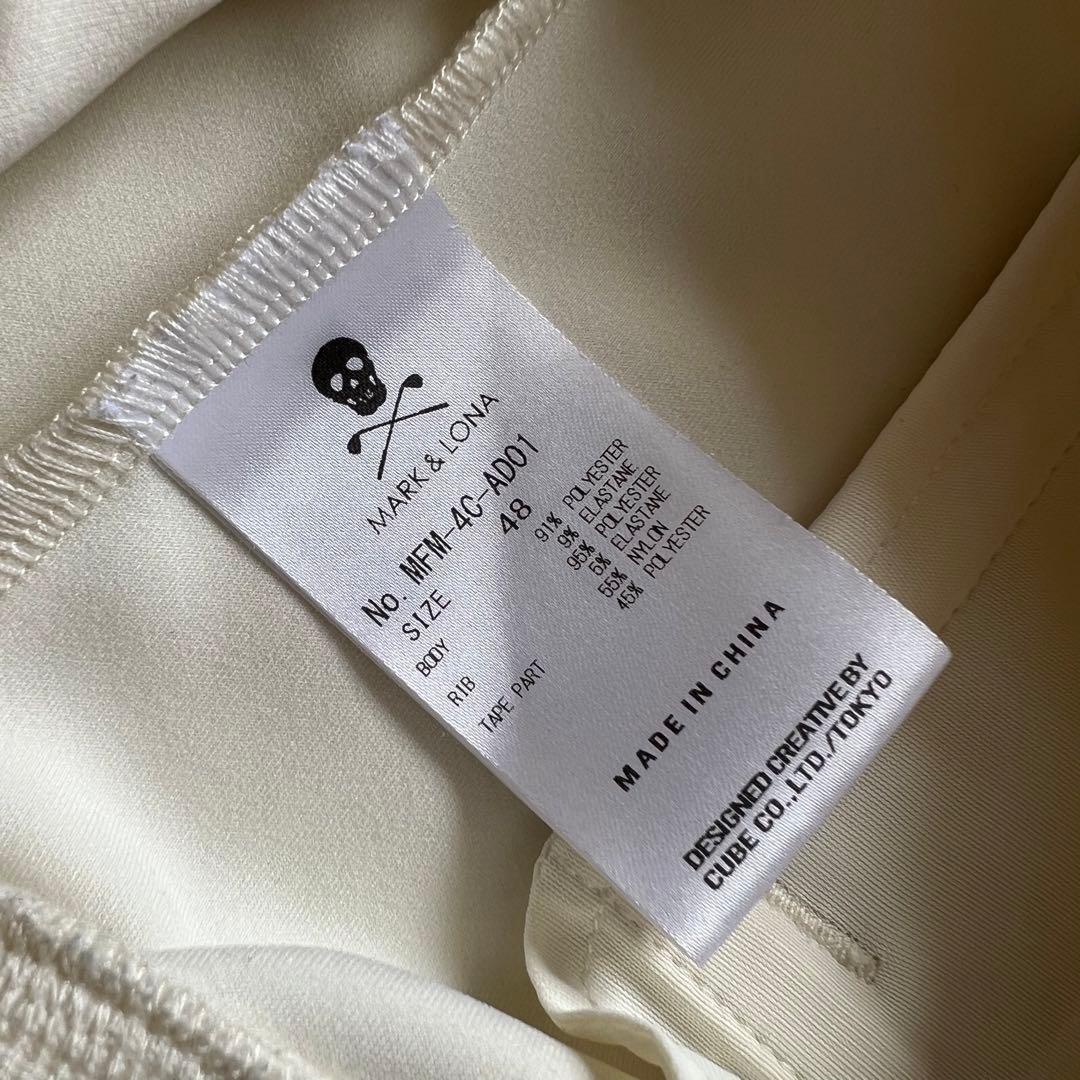 MARK & LONA
No. MFM-4C-AD01
SIZE 48
BODY 91% POLYESTER
9% ELASTANE
RIB 95% POLYESTER
5% ELASTANE
TAPE PART 55% NYLON
45% POLYESTER
MADE IN CHINA
DESIGNED CREATIVE BY
CUBE CO.,LTD./TOKYO